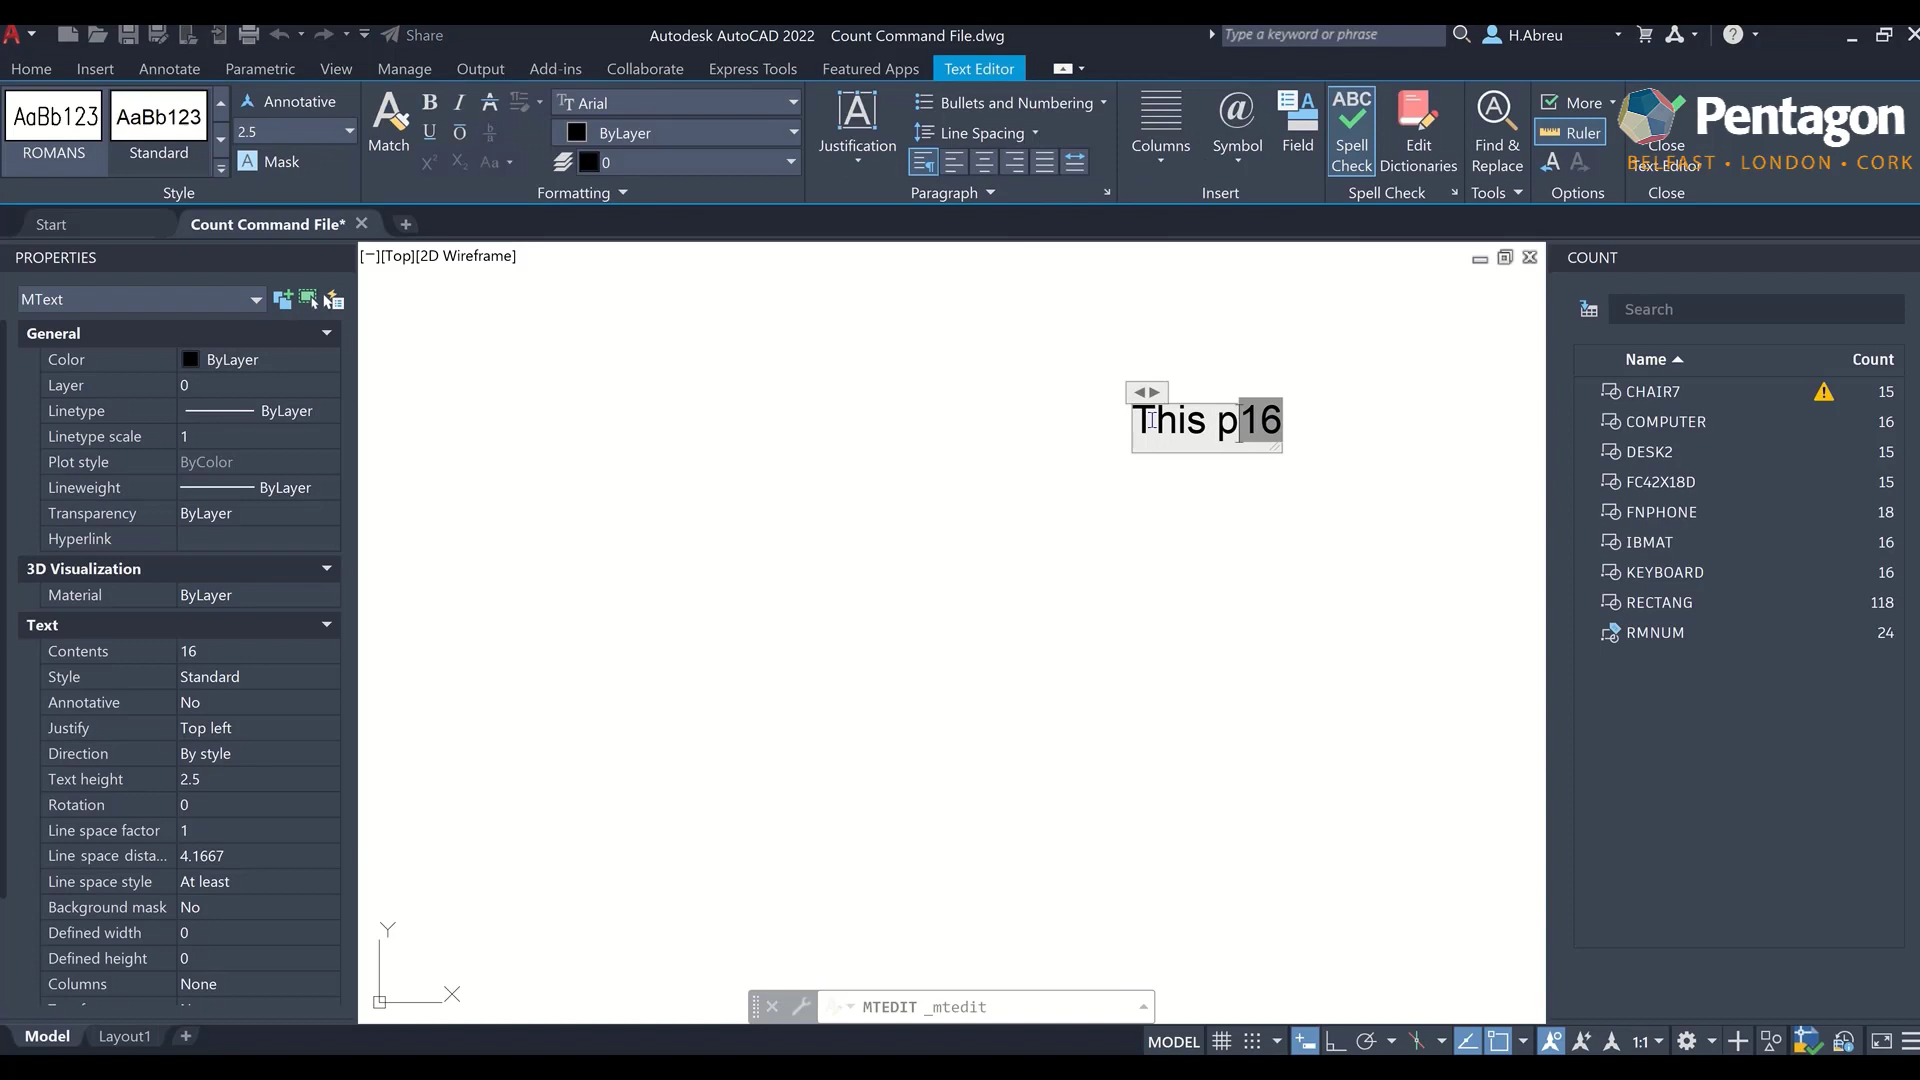 Share
Autodesk AutoCAD 2022 Count Command File.dwg
Type a keyword or phrase
H.Abreu
Home Insert Annotate Parametric View Manage Output Add-ins Collaborate Express Tools Featured Apps Text Editor
AaBb123 AaBb123
ROMANS Standard
Annotative
2.5
Mask
Style
Match
B I A
U O
Aa
Arial
ByLayer
0
Formatting
Justification
Bullets and Numbering
Line Spacing
Paragraph
Columns
Symbol
Field
Insert
ABC
Spell
Check
Edit
Dictionaries
Spell Check
Find &
Replace
Tools
More
Ruler
Options
Close
Text Editor
Close
Pentagon
BELFAST • LONDON • CORK
Start Count Command File*
PROPERTIES
MText
General
Color ByLayer
Layer 0
Linetype ByLayer
Linetype scale 1
Plot style ByColor
Lineweight ByLayer
Transparency ByLayer
Hyperlink
3D Visualization
Material ByLayer
Text
Contents 16
Style Standard
Annotative No
Justify Top left
Direction By style
Text height 2.5
Rotation 0
Line space factor 1
Line space dista... 4.1667
Line space style At least
Background mask No
Defined width 0
Defined height 0
Columns None
[−][Top][2D Wireframe]
This p16
Y
X
MTEDIT _mtedit
COUNT
Search
Name Count
CHAIR7 15
COMPUTER 16
DESK2 15
FC42X18D 15
FNPHONE 18
IBMAT 16
KEYBOARD 16
RECTANG 118
RMNUM 24
Model Layout1
MODEL
1:1